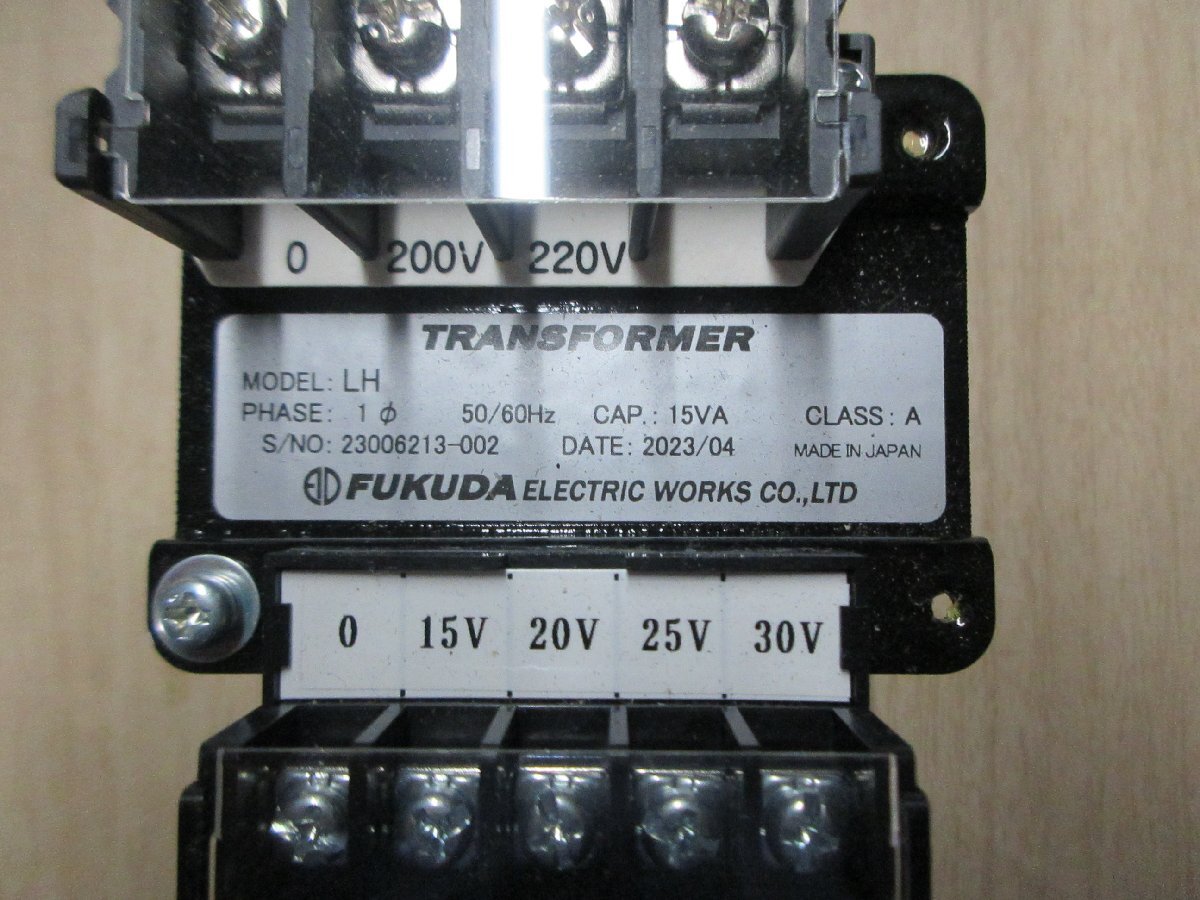 0 200V 220V
TRANSFORMER
MODEL: LH
PHASE: 1 ϕ 50/60Hz CAP.: 15VA CLASS: A
S/NO: 23006213-002 DATE: 2023/04 MADE IN JAPAN
FUKUDA ELECTRIC WORKS CO.,LTD
0 15V 20V 25V 30V